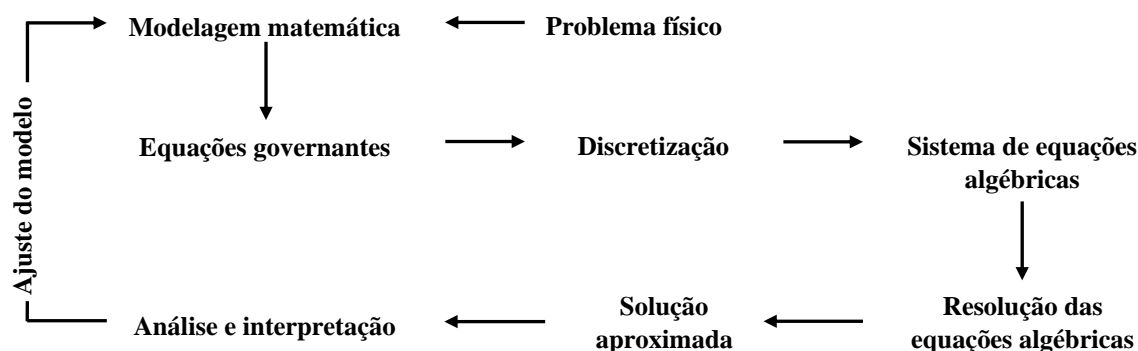 Modelagem matemática
Problema físico
Ajuste do modelo
Equações governantes
Discretização
Sistema de equações
algébricas
Análise e interpretação
Solução
aproximada
Resolução das
equações algébricas